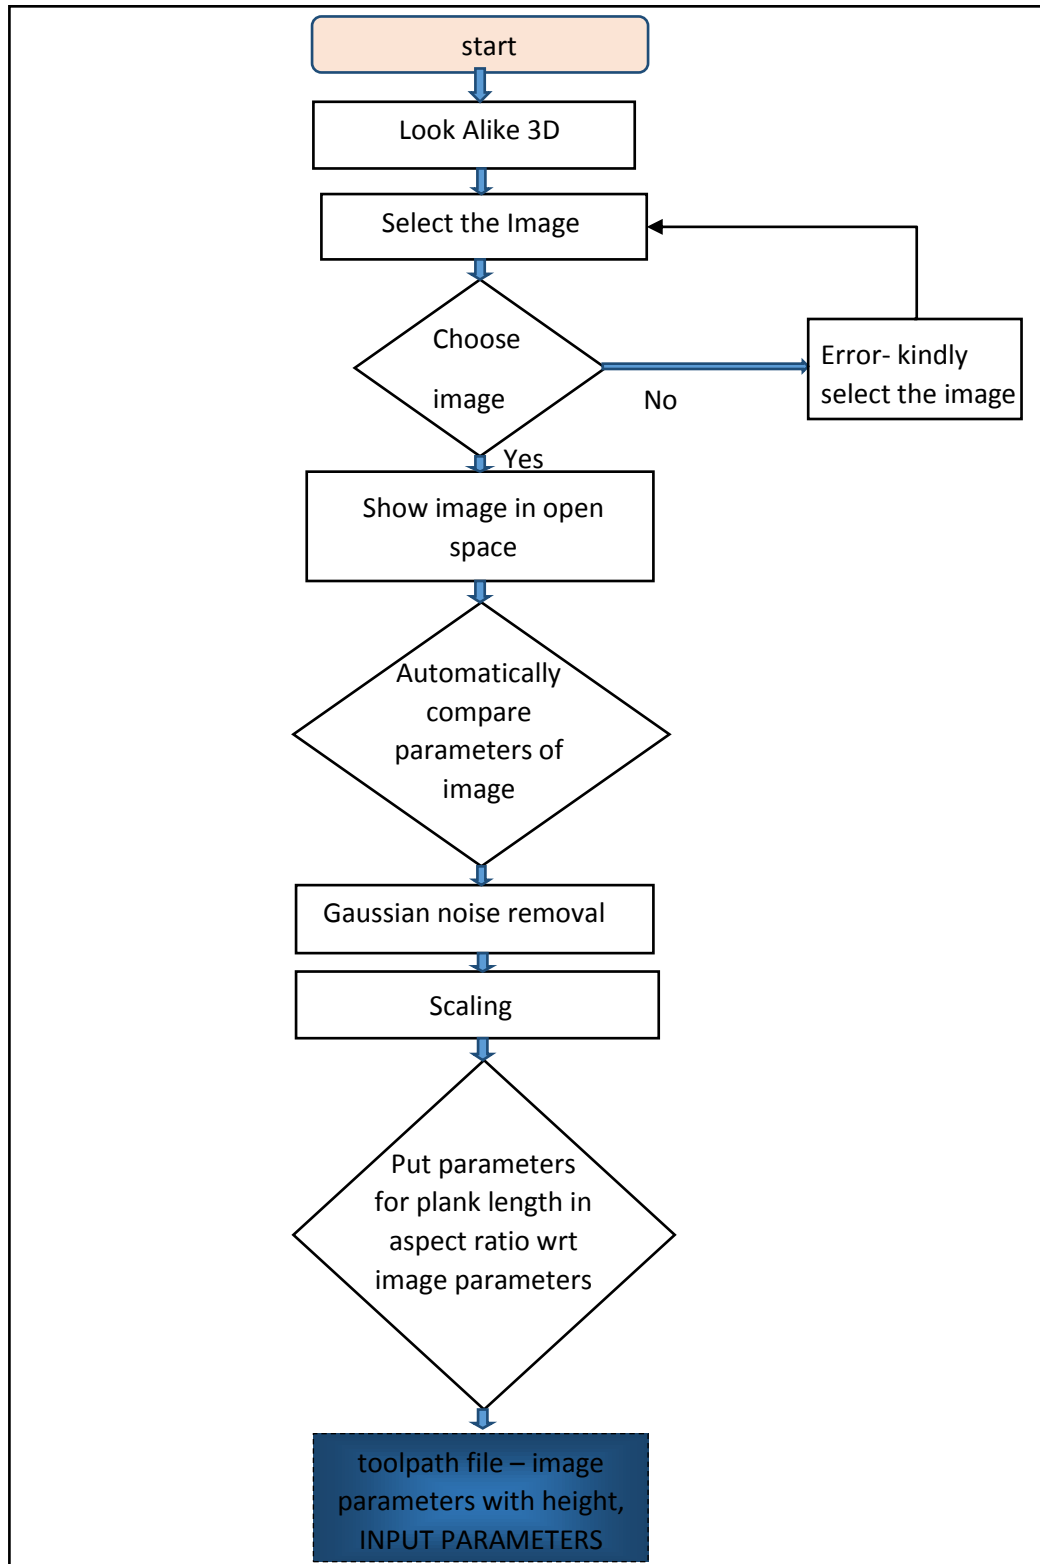 start
Look Alike 3D
Select the Image
Choose
image
No
Error- kindly
select the image
Yes
Show image in open
space
Automatically
compare
parameters of
image
Gaussian noise removal
Scaling
Put parameters
for plank length in
aspect ratio wrt
image parameters
toolpath file – image
parameters with height,
INPUT PARAMETERS